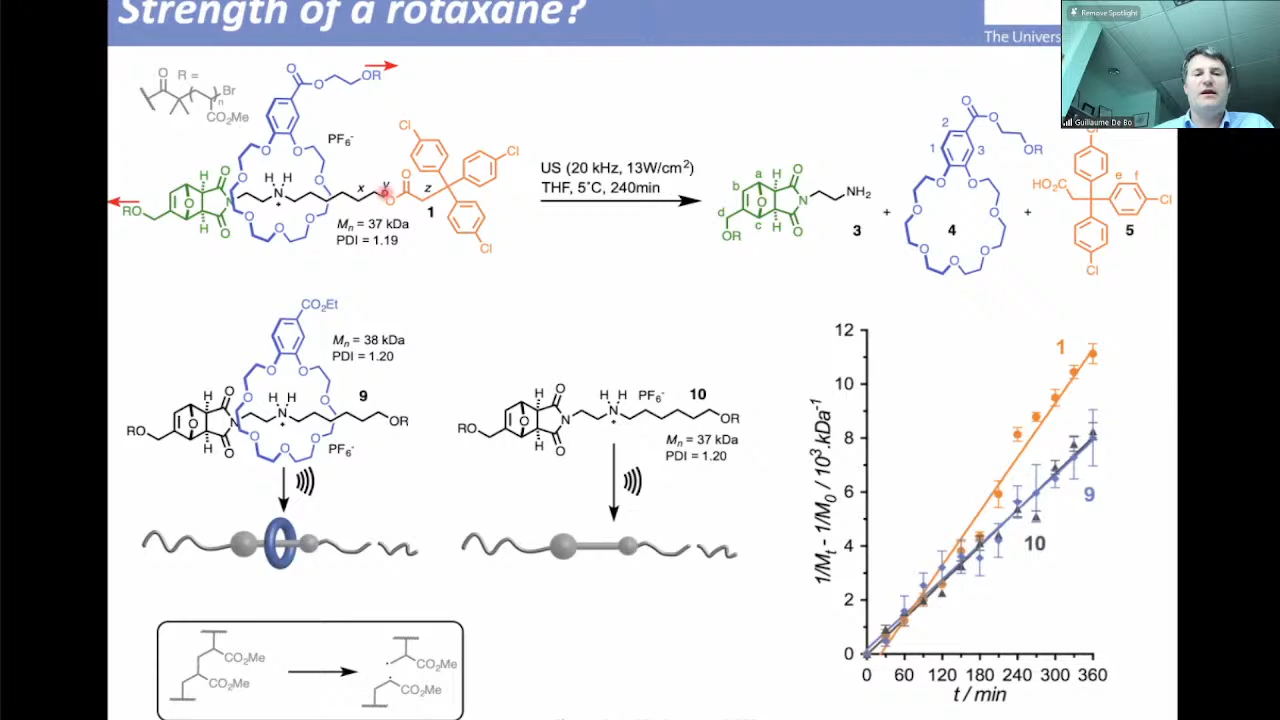 Strength of a rotaxane?
The Univers
Remove Spotlight
Guillaume De Bo
R =
O
Br
n
CO₂Me
O
O
OR
PF₆⁻
H H
N
+
x
y
z
O
O
Cl
Cl
Cl
1
Mₙ = 37 kDa
PDI = 1.19
RO
O
H
H
O
O
N
O O
O O
O O
O
US (20 kHz, 13W/cm²)
THF, 5°C, 240min
a
b
c
d
H
H
O
O
O
N
NH₂
OR
3
+
O
O
OR
1
2
3
O O
O O
O O
O
4
+
HO₂C
Cl
Cl
Cl
e
f
5
CO₂Et
Mₙ = 38 kDa
PDI = 1.20
9
H H
N
+
OR
PF₆⁻
RO
O
H
H
O
O
N
O O
O O
O O
O
10
H H
N
+
PF₆⁻
OR
Mₙ = 37 kDa
PDI = 1.20
RO
O
H
H
O
O
N
CO₂Me
CO₂Me
CO₂Me
CO₂Me
1/Mt - 1/M0 / 10³.kDa⁻¹
12
10
8
6
4
2
0
1
9
10
0 60 120 180 240 300 360
t / min